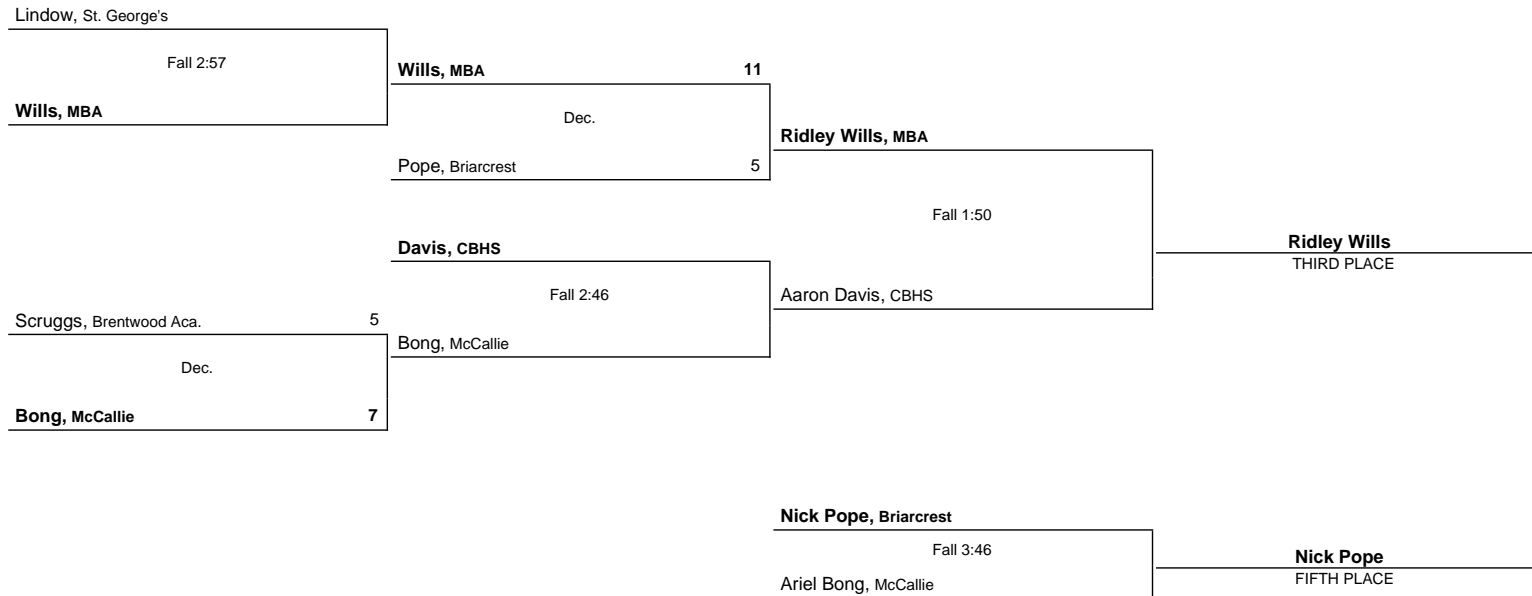 Lindow, St. George's
Fall 2:57
Wills, MBA 11
Wills, MBA
Dec.
Ridley Wills, MBA
Pope, Briarcrest 5
Fall 1:50
Davis, CBHS
Ridley Wills
THIRD PLACE
Fall 2:46
Aaron Davis, CBHS
Scruggs, Brentwood Aca. 5
Bong, McCallie
Dec.
Bong, McCallie 7
Nick Pope, Briarcrest
Fall 3:46
Nick Pope
FIFTH PLACE
Ariel Bong, McCallie